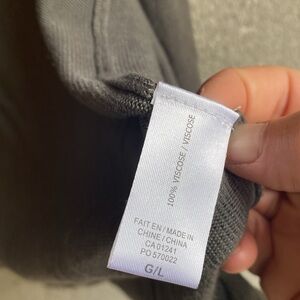 100% VISCOSE / VISCOSE
FAIT EN / MADE IN
CHINE / CHINA
CA 01241
PO 570022
G/L